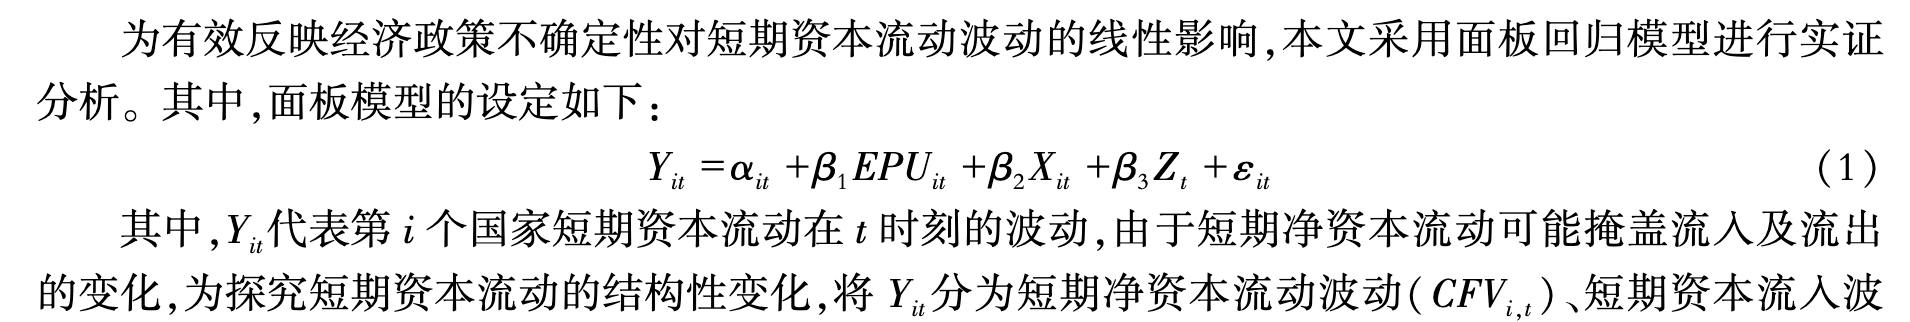 为有效反映经济政策不确定性对短期资本流动波动的线性影响,本文采用面板回归模型进行实证
分析。其中,面板模型的设定如下:
Y_{it} = α_{it} + β_1 EPU_{it} + β_2 X_{it} + β_3 Z_t + ε_{it} (1)
其中,Y_{it}代表第 i 个国家短期资本流动在 t 时刻的波动,由于短期净资本流动可能掩盖流入及流出
的变化,为探究短期资本流动的结构性变化,将 Y_{it}分为短期净资本流动波动(CFV_{i,t})、短期资本流入波